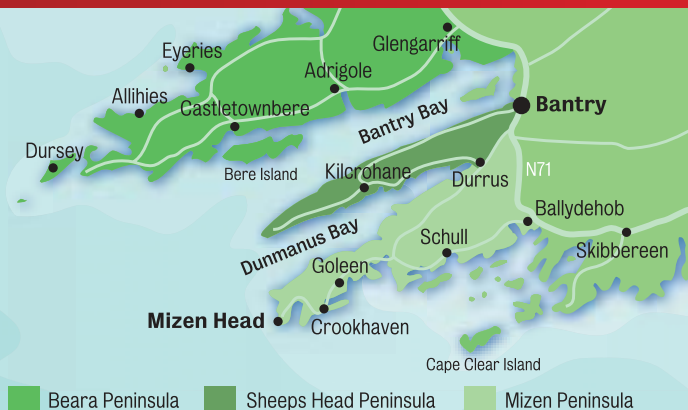 Glengarriff
Eyeries
Adrigole
Allihies
Castletownbere
Bantry Bay
Bantry
Dursey
Bere Island
Kilcrohane
Durrus
N71
Ballydehob
Dunmanus Bay
Schull
Skibbereen
Goleen
Mizen Head
Crookhaven
Cape Clear Island
Beara Peninsula
Sheeps Head Peninsula
Mizen Peninsula